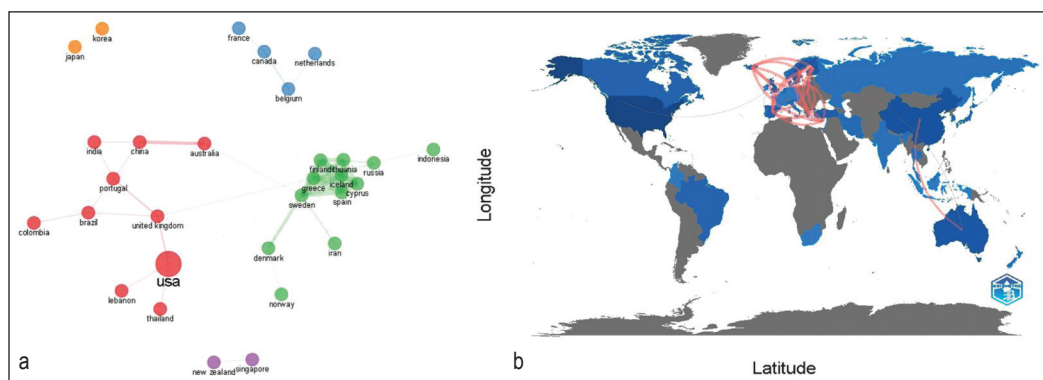 korea
japan
france
canada
netherlands
belgium
india
china
australia
portugal
colombia
brazil
united kingdom
usa
lebanon
thailand
finland
lithuania
russia
indonesia
greece
iceland
cyprus
spain
sweden
denmark
iran
norway
new zealand
singapore
a
Longitude
Latitude
b